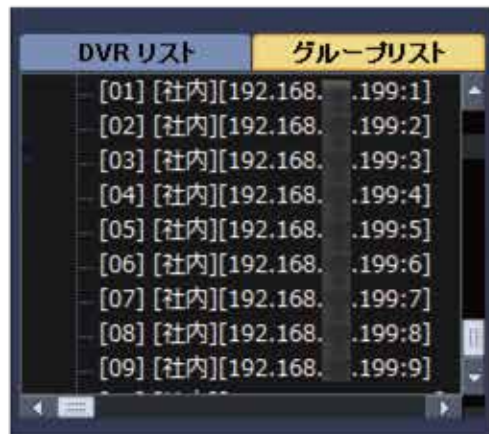 DVR リスト グループリスト
[01] [社内][192.168. .199:1]
[02] [社内][192.168. .199:2]
[03] [社内][192.168. .199:3]
[04] [社内][192.168. .199:4]
[05] [社内][192.168. .199:5]
[06] [社内][192.168. .199:6]
[07] [社内][192.168. .199:7]
[08] [社内][192.168. .199:8]
[09] [社内][192.168. .199:9]